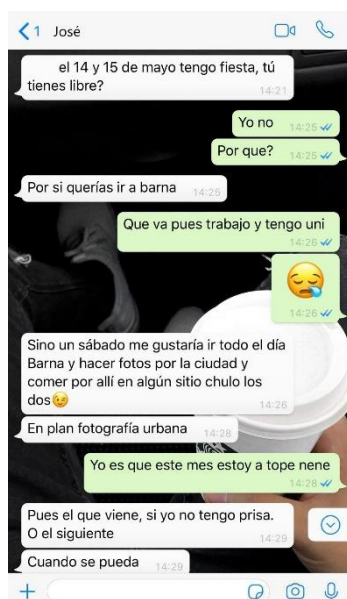 1 José
el 14 y 15 de mayo tengo fiesta, tú
tienes libre?
14:21
Yo no 14:25
Por que? 14:25
Por si querías ir a barna 14:25
Que va pues trabajo y tengo uni
14:26
14:26
Sino un sábado me gustaría ir todo el día
Barna y hacer fotos por la ciudad y
comer por allí en algún sitio chulo los
dos😉
14:26
En plan fotografía urbana 14:28
Yo es que este mes estoy a tope nene
14:28
Pues el que viene, si yo no tengo prisa.
O el siguiente
14:29
Cuando se pueda 14:29